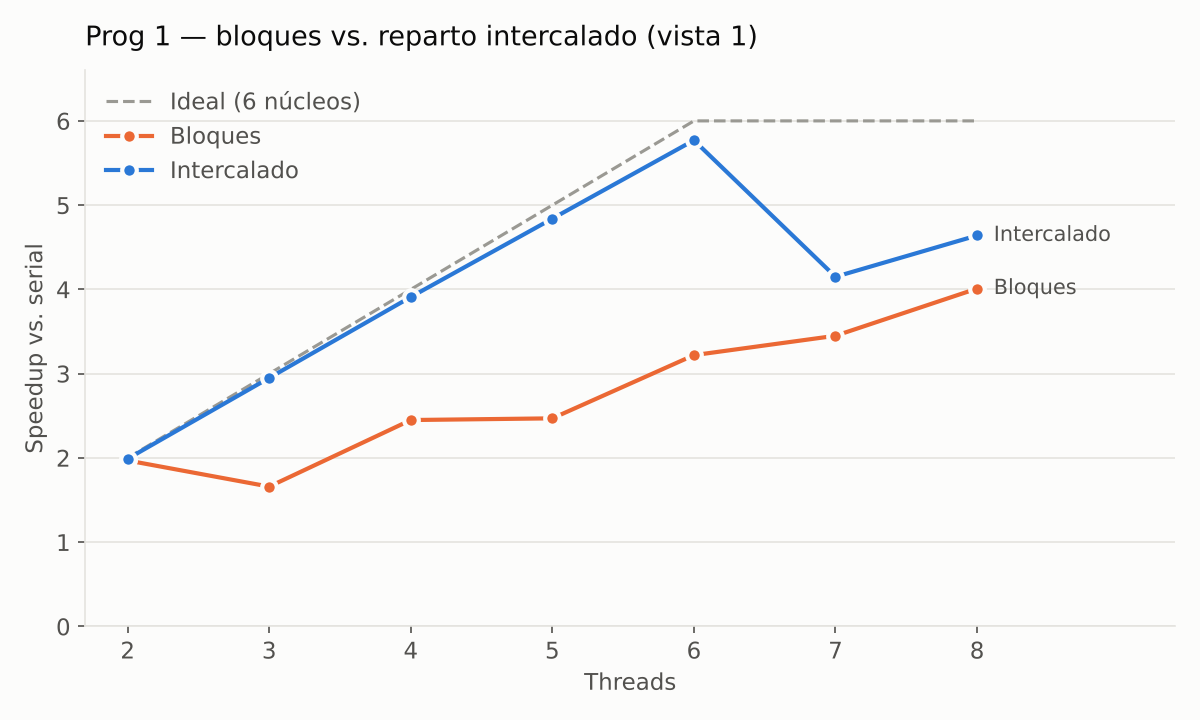 Prog 1 — bloques vs. reparto intercalado (vista 1)
Ideal (6 núcleos)
Bloques
Intercalado
Speedup vs. serial
6
5
4
3
2
1
0
Intercalado
Bloques
2 3 4 5 6 7 8
Threads